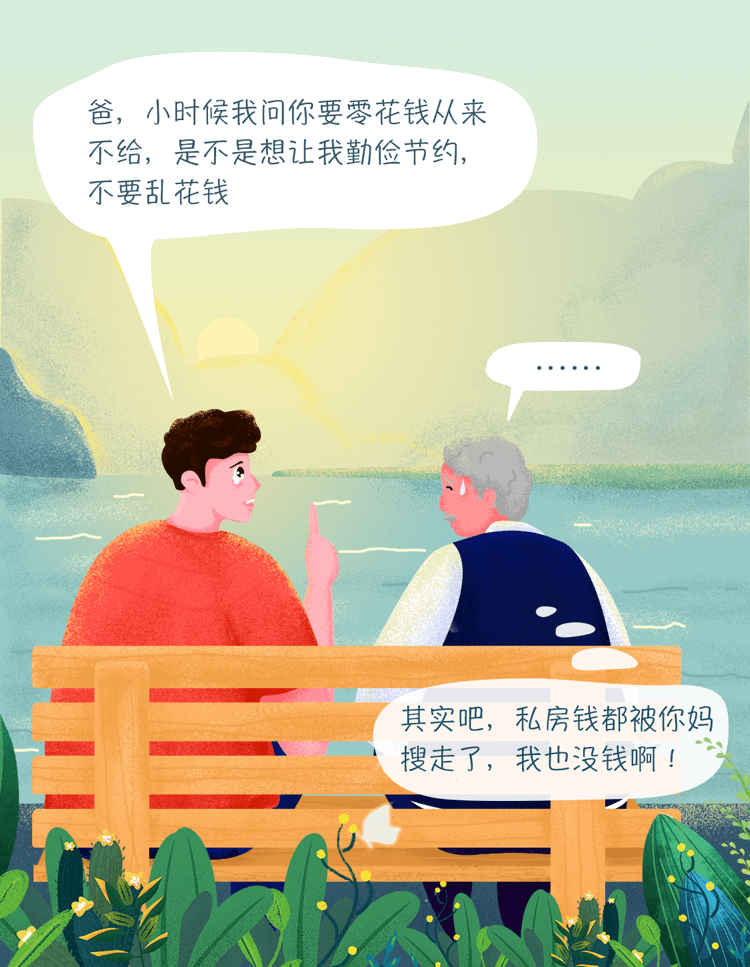 爸，小时候我问你要零花钱从来
不给，是不是想让我勤俭节约，
不要乱花钱
······
其实吧，私房钱都被你妈
搜走了，我也没钱啊！